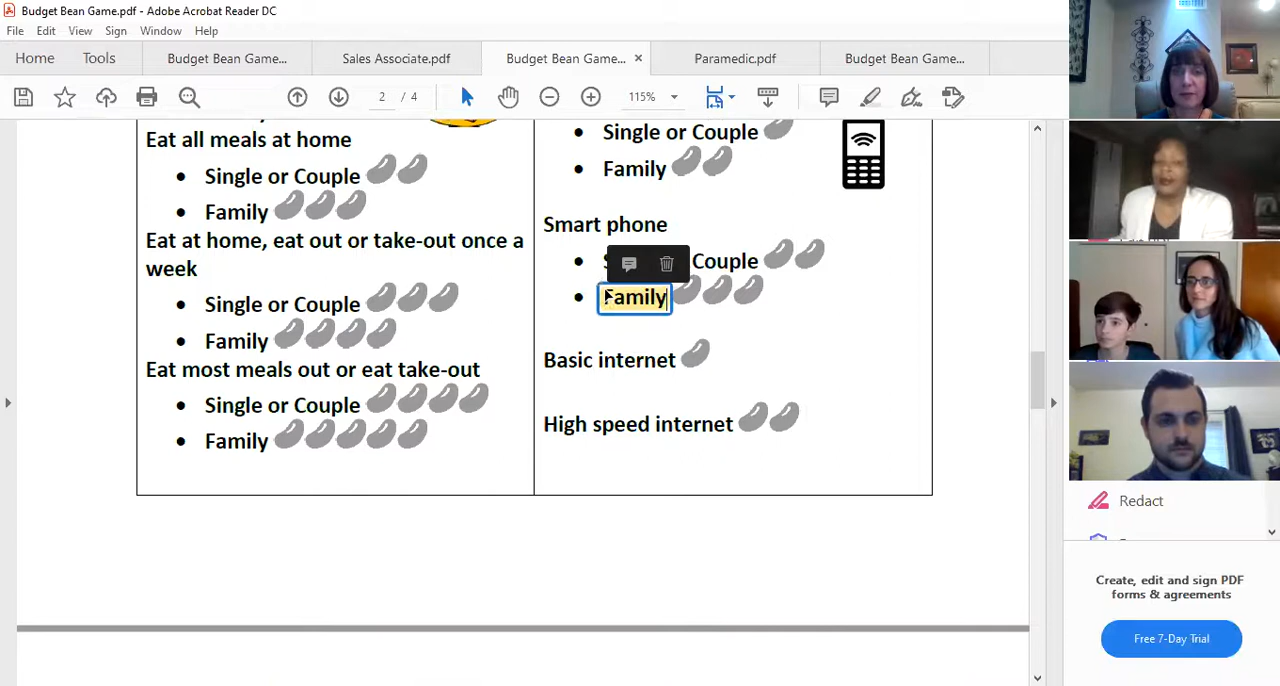 Budget Bean Game.pdf - Adobe Acrobat Reader DC
File Edit View Sign Window Help
Home Tools Budget Bean Game... Sales Associate.pdf Budget Bean Game... × Paramedic.pdf Budget Bean Game...
2 / 4 115%
Eat all meals at home
• Single or Couple
• Family
Eat at home, eat out or take-out once a
week
• Single or Couple
• Family
Eat most meals out or eat take-out
• Single or Couple
• Family
• Single or Couple
• Family
Smart phone
• Couple
• Family
Basic internet
High speed internet
Redact
Create, edit and sign PDF
forms & agreements
Free 7-Day Trial